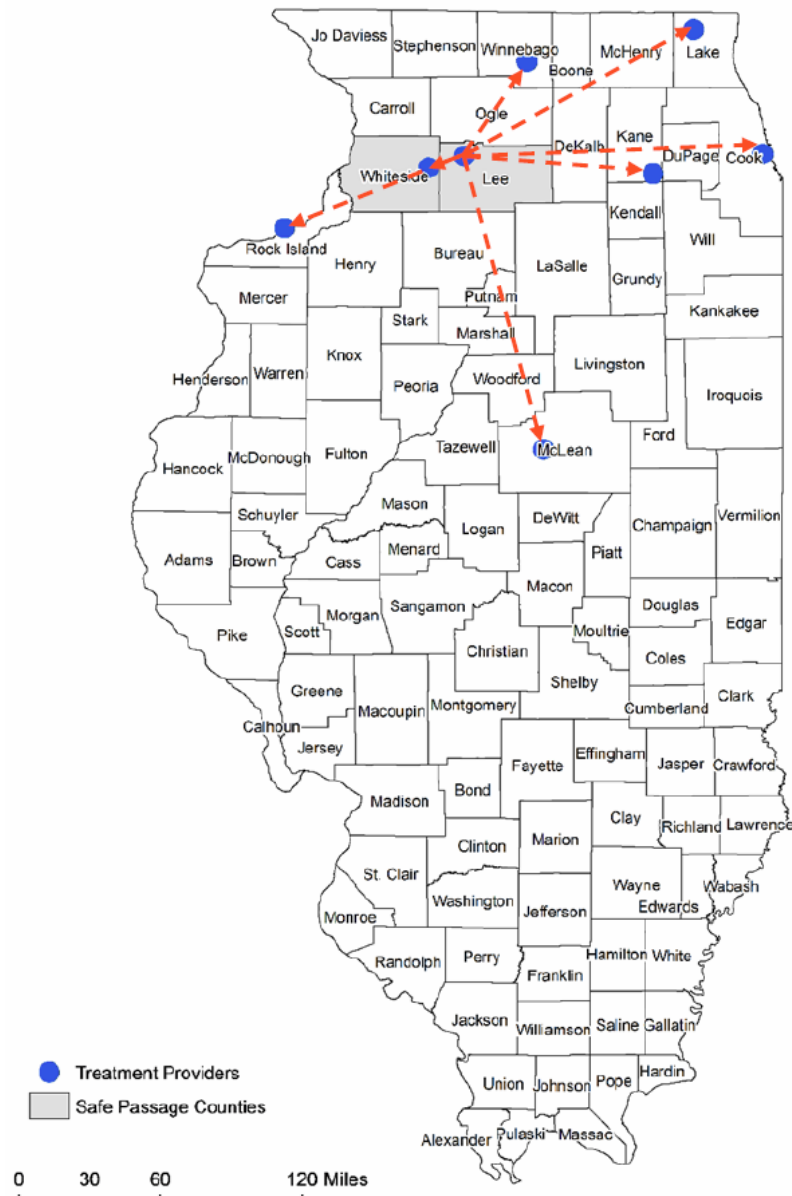 Jo Daviess
Stephenson
Winnebago
Boone
McHenry
Lake
Carroll
Ogle
DeKalb
Kane
DuPage
Cook
Whiteside
Lee
Kendall
Will
Rock Island
Henry
Bureau
LaSalle
Grundy
Mercer
Putnam
Kankakee
Stark
Marshall
Knox
Livingston
Henderson
Warren
Peoria
Woodford
Iroquois
Ford
Hancock
McDonough
Fulton
Tazewell
McLean
Schuyler
Mason
Logan
DeWitt
Champaign
Vermilion
Adams
Brown
Cass
Menard
Piatt
Macon
Douglas
Edgar
Pike
Scott
Morgan
Sangamon
Christian
Moultrie
Coles
Shelby
Greene
Macoupin
Montgomery
Cumberland
Clark
Calhoun
Jersey
Effingham
Fayette
Jasper
Crawford
Madison
Bond
Clay
Richland
Lawrence
Clinton
Marion
St. Clair
Wayne
Edwards
Wabash
Washington
Jefferson
Monroe
Randolph
Perry
Hamilton
White
Franklin
Jackson
Williamson
Saline
Gallatin
Union
Johnson
Pope
Hardin
Alexander
Pulaski
Massac
Treatment Providers
Safe Passage Counties
0 30 60 120 Miles